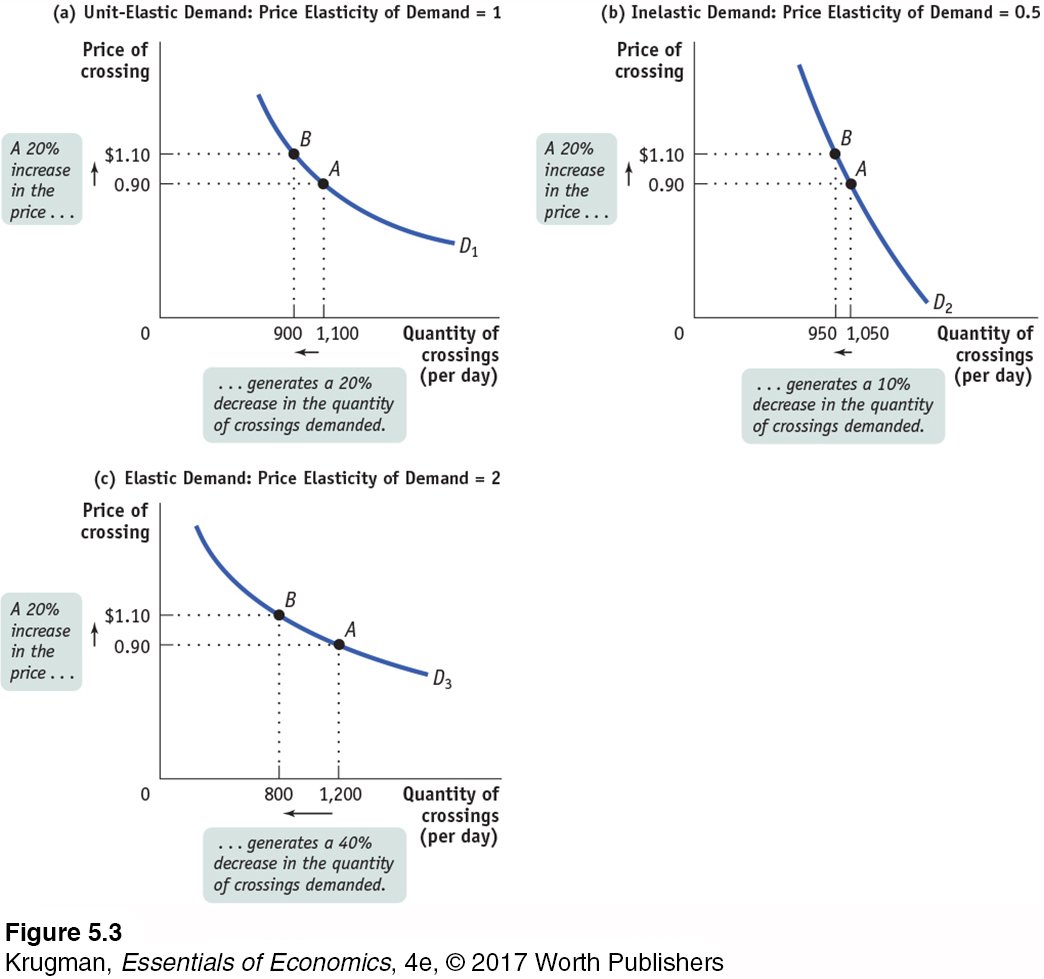 (a) Unit-Elastic Demand: Price Elasticity of Demand = 1
Price of
crossing
A 20%
increase
in the
price . . .
$1.10
0.90
B
A
D1
0
900
1,100
Quantity of
crossings
(per day)
. . . generates a 20%
decrease in the quantity
of crossings demanded.
(b) Inelastic Demand: Price Elasticity of Demand = 0.5
Price of
crossing
A 20%
increase
in the
price . . .
$1.10
0.90
B
A
D2
0
950
1,050
Quantity of
crossings
(per day)
. . . generates a 10%
decrease in the quantity
of crossings demanded.
(c) Elastic Demand: Price Elasticity of Demand = 2
Price of
crossing
A 20%
increase
in the
price . . .
$1.10
0.90
B
A
D3
0
800
1,200
Quantity of
crossings
(per day)
. . . generates a 40%
decrease in the quantity
of crossings demanded.
Figure 5.3
Krugman, Essentials of Economics, 4e, © 2017 Worth Publishers